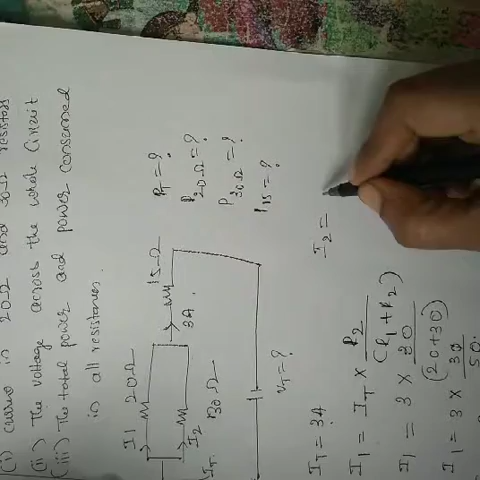 (i) current in 20Ω and 30Ω resistors
(ii) The voltage across the whole circuit
(iii) The total power and power consumed
in all resistances.
I1 20Ω
I2 30Ω
IT
15Ω
3A
VT=?
PT=?
P20Ω=?
P30Ω=?
P15=?
IT = 3A
I1 = IT × R2
(R1+R2)
I1 = 3 × 30
(20+30)
I1 = 3 × 30
50
I2 =